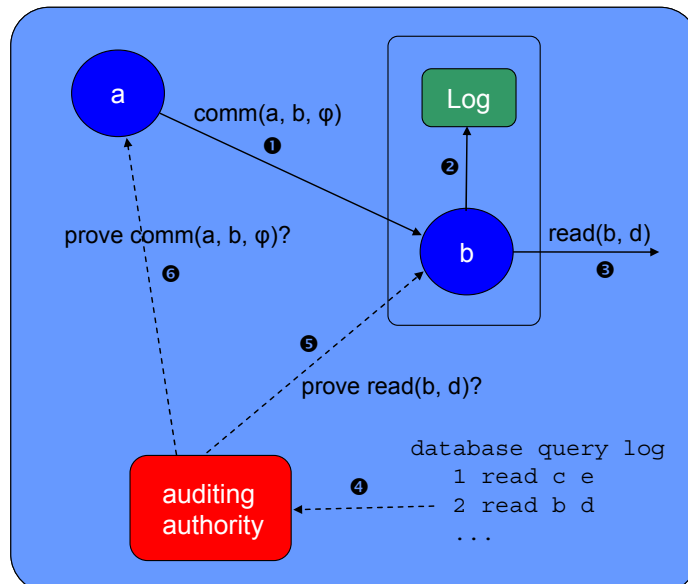 a
Log
comm(a, b, φ)
❶
❷
prove comm(a, b, φ)?
b
read(b, d)
❸
❻
❺
prove read(b, d)?
database query log
1 read c e
2 read b d
...
❹
auditing
authority